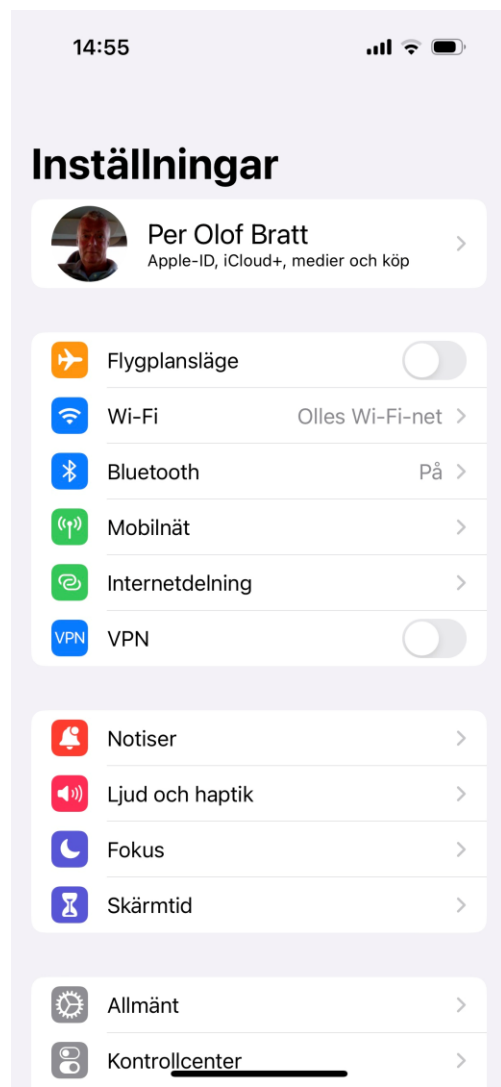 14:55
Inställningar
Per Olof Bratt
Apple-ID, iCloud+, medier och köp
Flygplansläge
Wi-Fi Olles Wi-Fi-net
Bluetooth På
Mobilnät
Internetdelning
VPN VPN
Notiser
Ljud och haptik
Fokus
Skärmtid
Allmänt
Kontrollcenter